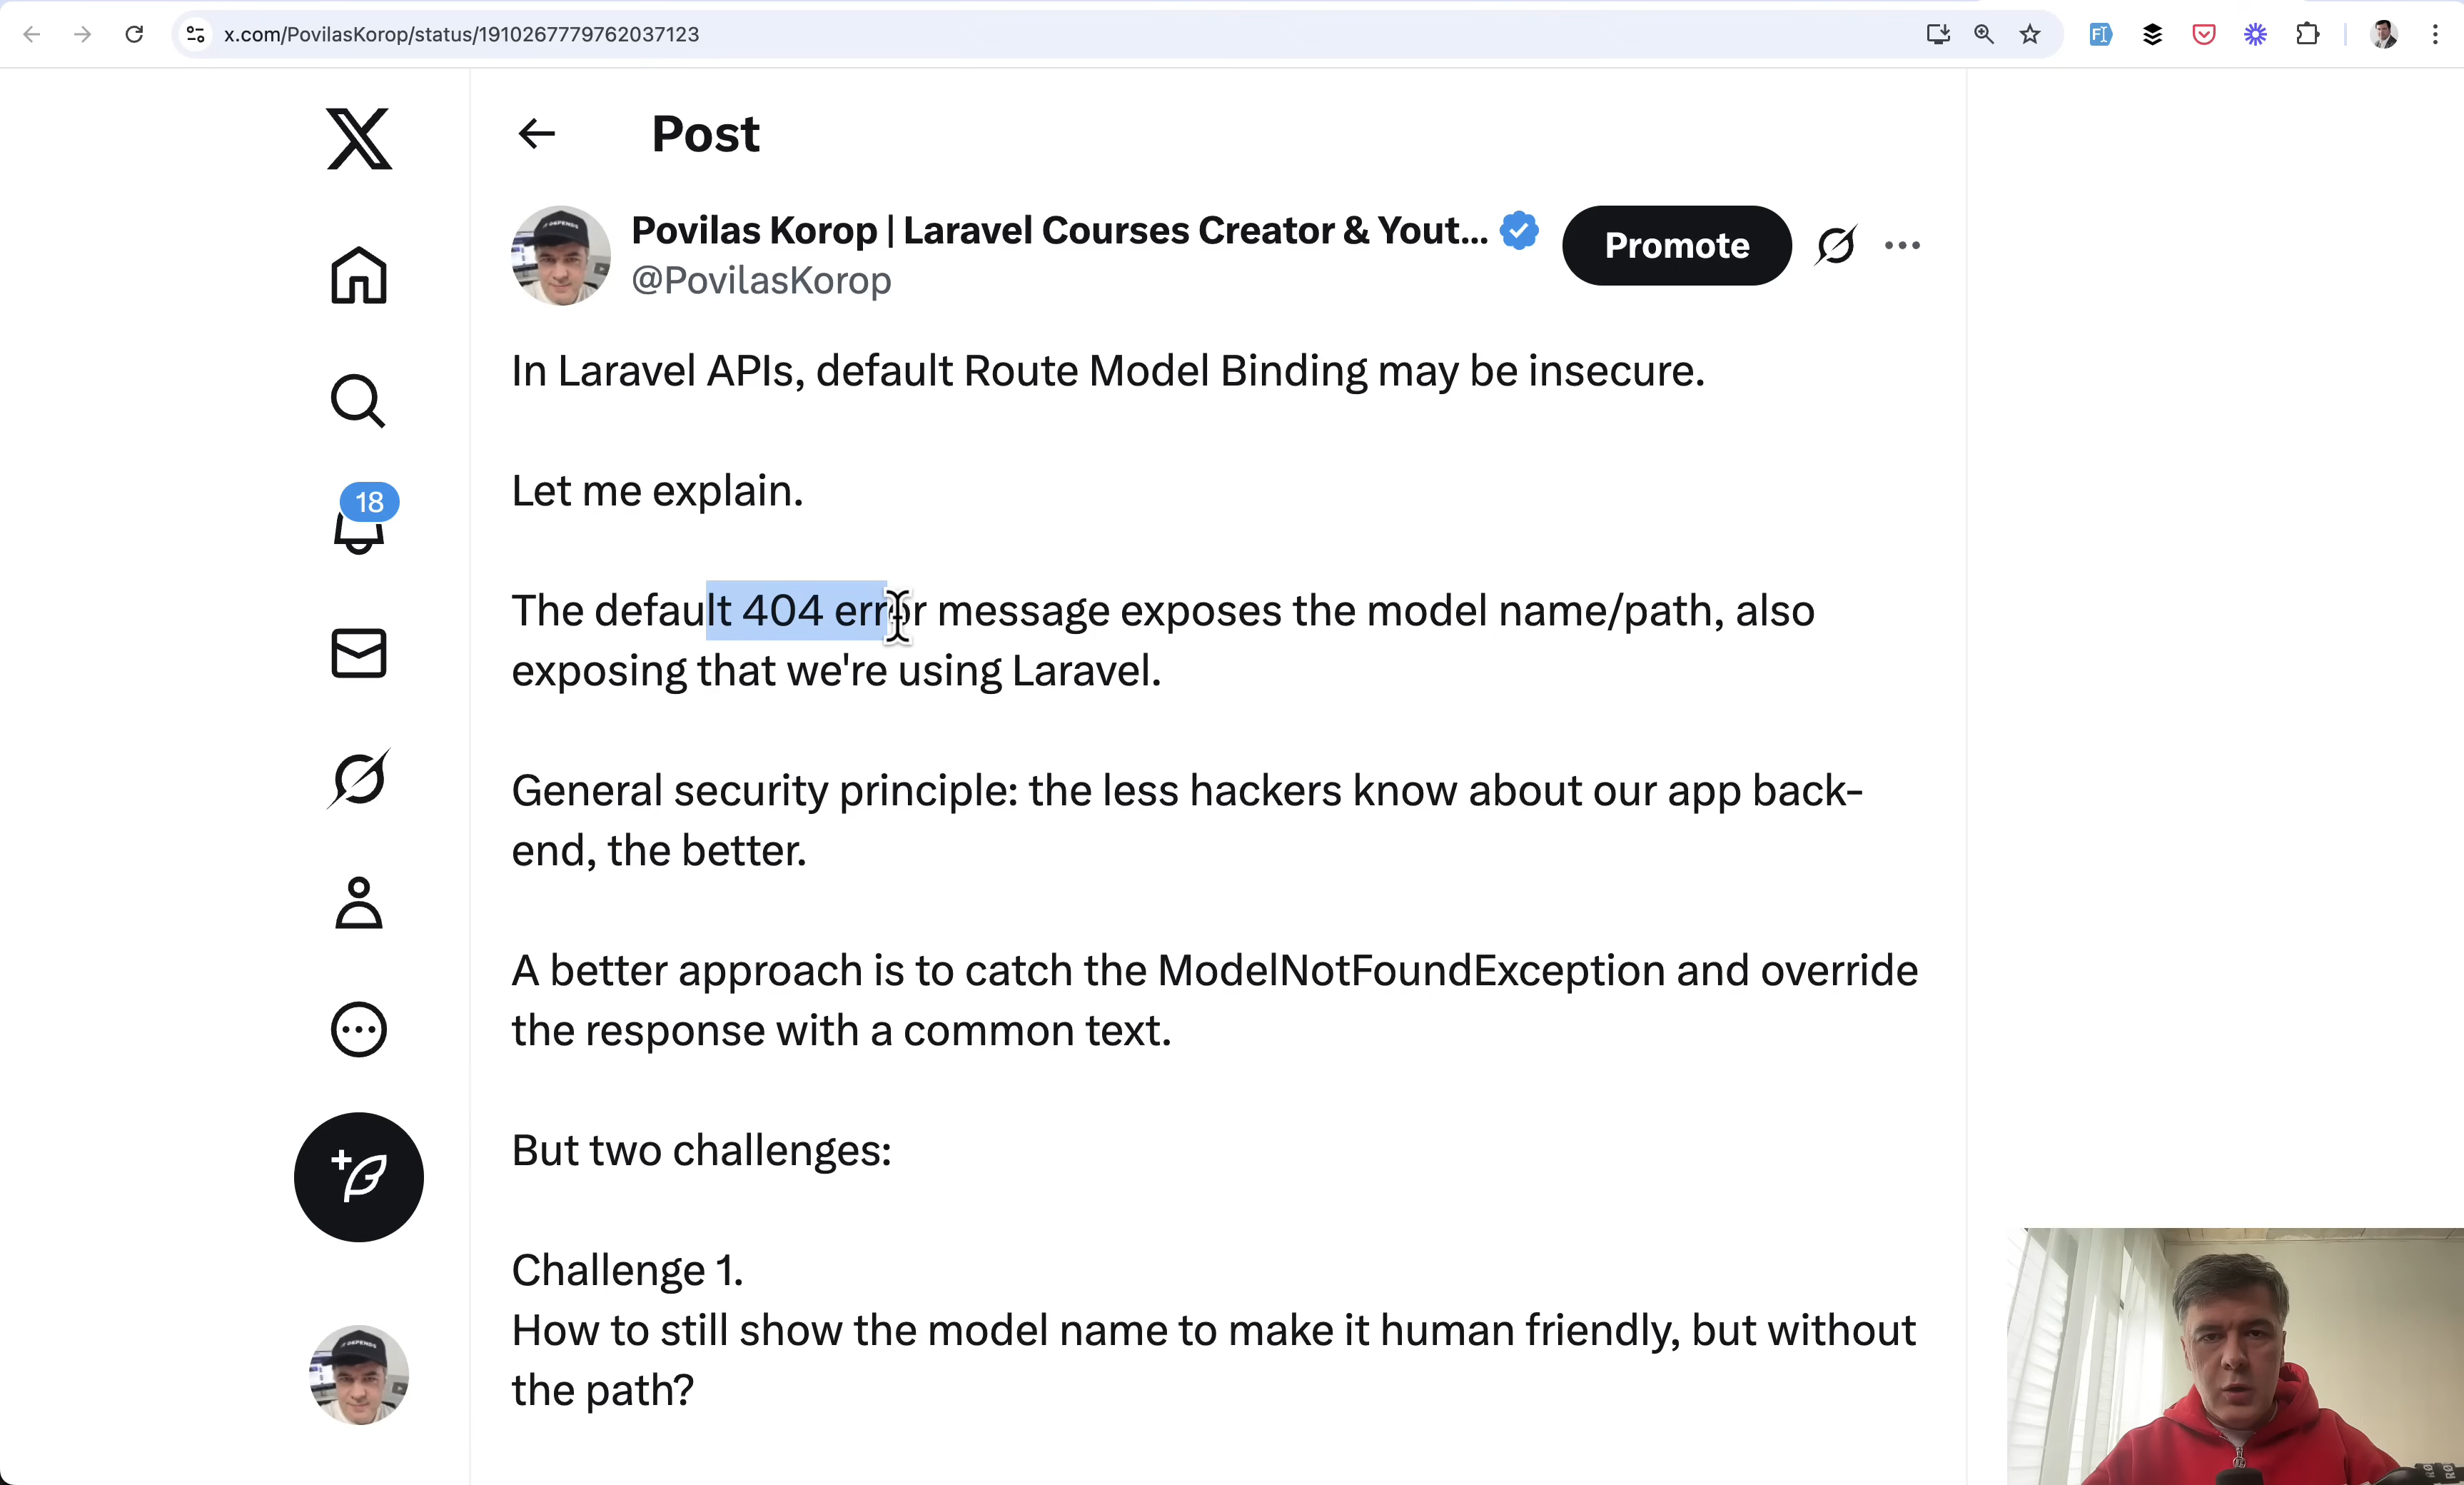 x.com/PovilasKorop/status/1910267779762037123
Post
Povilas Korop | Laravel Courses Creator & Yout...
Promote
@PovilasKorop
In Laravel APIs, default Route Model Binding may be insecure.
Let me explain.
18
The default 404 error message exposes the model name/path, also
exposing that we're using Laravel.
General security principle: the less hackers know about our app back-
end, the better.
A better approach is to catch the ModelNotFoundException and override
the response with a common text.
But two challenges:
Challenge 1.
How to still show the model name to make it human friendly, but without
the path?